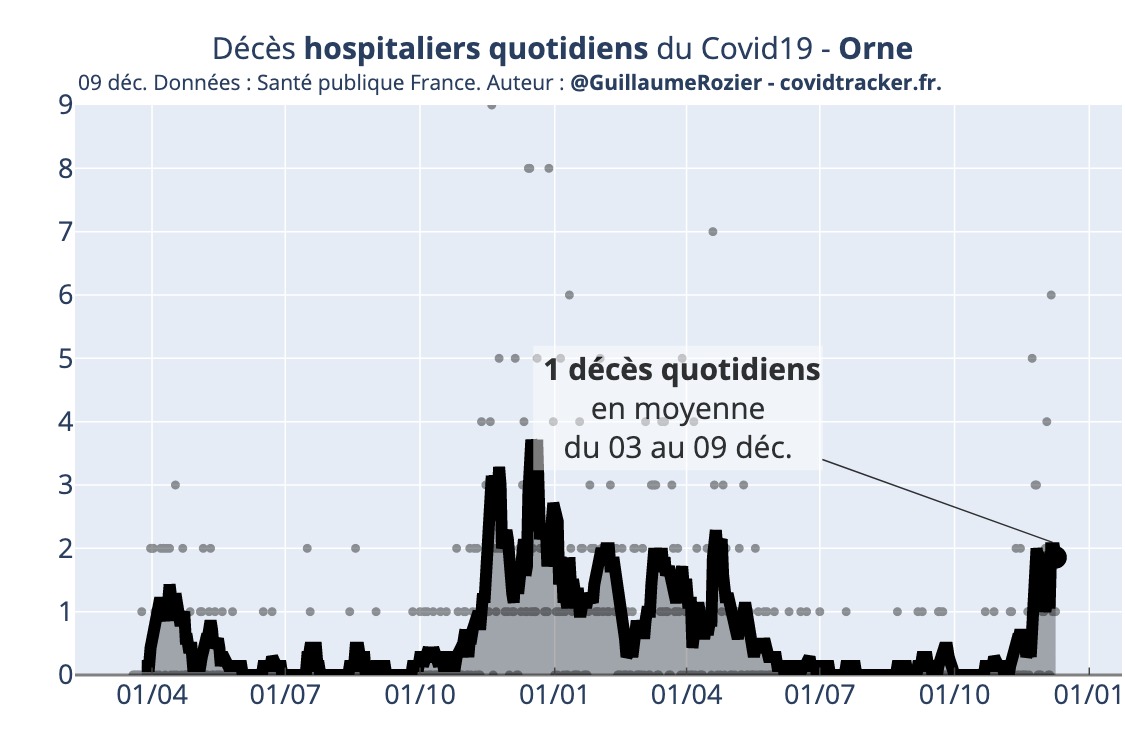 Décès hospitaliers quotidiens du Covid19 - Orne
09 déc. Données : Santé publique France. Auteur : @GuillaumeRozier - covidtracker.fr.
9
8
7
6
5
4
3
2
1
0
1 décès quotidiens
en moyenne
du 03 au 09 déc.
01/04 01/07 01/10 01/01 01/04 01/07 01/10 01/01